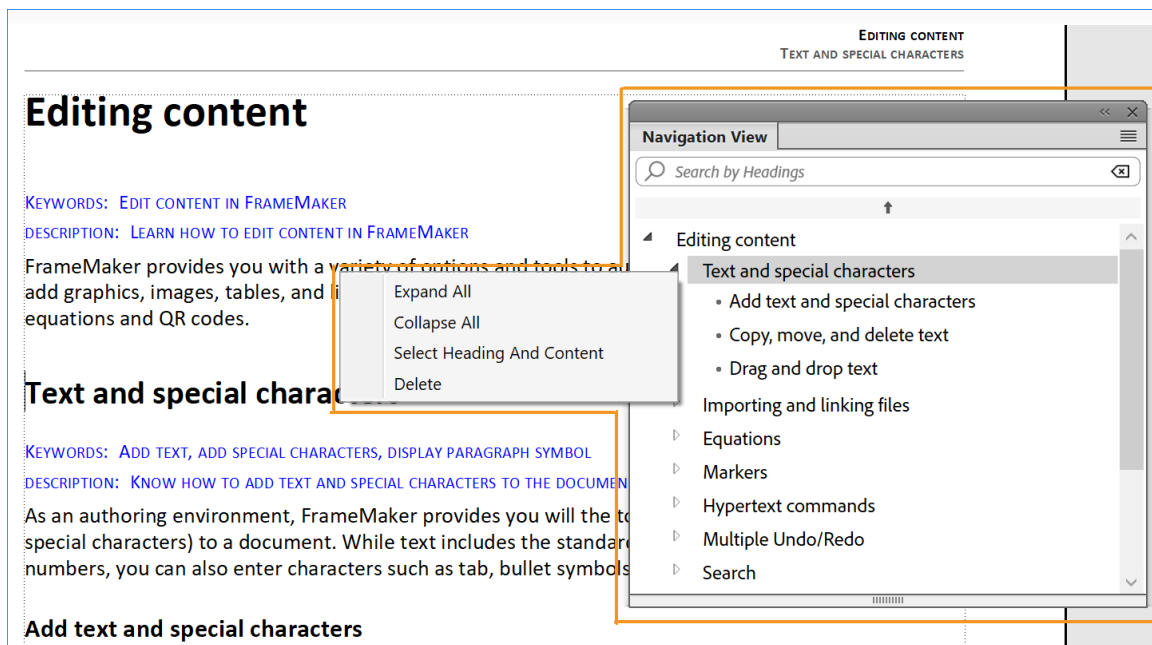 Editing content
Text and special characters
Editing content
Keywords: Edit content in FrameMaker
description: Learn how to edit content in FrameMaker
FrameMaker provides you with a variety of options and tools to
add graphics, images, tables, and
equations and QR codes.
Text and special characters
Keywords: Add text, add special characters, display paragraph symbol
description: Know how to add text and special characters to the
As an authoring environment, FrameMaker provides you will the
special characters) to a document. While text includes the
numbers, you can also enter characters such as tab, bullet symbols
Add text and special characters
Expand All
Collapse All
Select Heading And Content
Delete
Navigation View
Search by Headings
Editing content
Text and special characters
• Add text and special characters
• Copy, move, and delete text
• Drag and drop text
Importing and linking files
Equations
Markers
Hypertext commands
Multiple Undo/Redo
Search